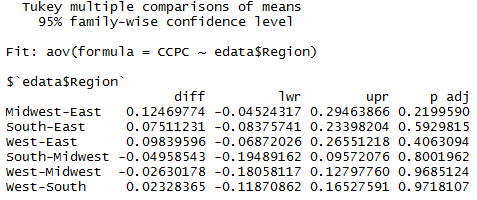 Tukey multiple comparisons of means
95% family-wise confidence level
Fit: aov(formula = CCPC ~ edata$Region)
$`edata$Region`
diff lwr upr p adj
Midwest-East 0.12469774 -0.04524317 0.29463866 0.2199590
South-East 0.07511231 -0.08375741 0.23398204 0.5929815
West-East 0.09839596 -0.06872026 0.26551218 0.4063094
South-Midwest -0.04958543 -0.19489162 0.09572076 0.8001962
West-Midwest -0.02630178 -0.18058117 0.12797760 0.9685124
West-South 0.02328365 -0.11870862 0.16527591 0.9718107